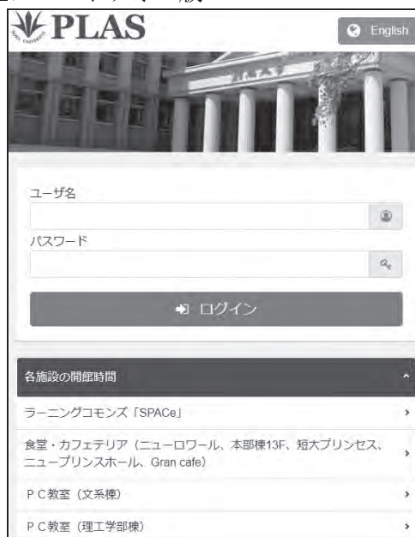 PLAS
English
ユーザ名
パスワード
ログイン
各施設の開館時間
ラーニングコモンズ「SPACe」
食堂・カフェテリア（ニューロワール、本部棟13F、短大プリンセス、
ニュープリンスホール、Gran cafe）
ＰＣ教室（文系棟）
ＰＣ教室（理工学部棟）